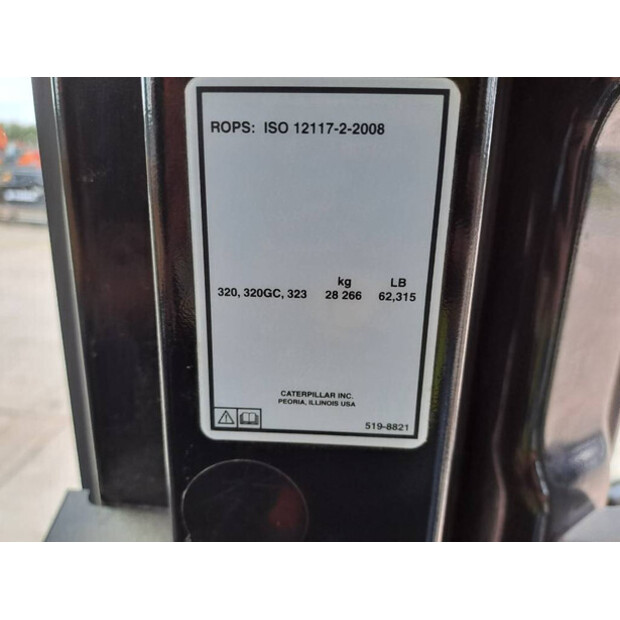 ROPS: ISO 12117-2-2008
kg LB
320, 320GC, 323 28 266 62,315
CATERPILLAR INC.
PEORIA, ILLINOIS USA
519-8821